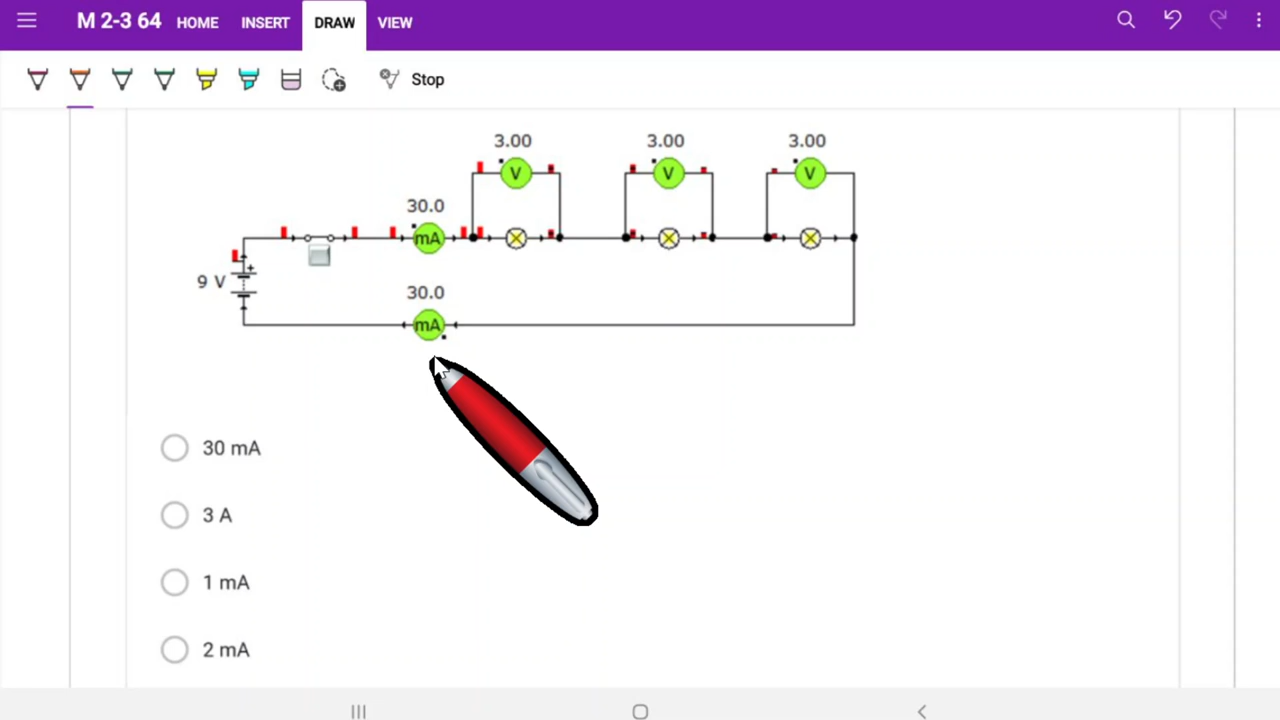 M 2-3 64 HOME INSERT DRAW VIEW
Stop
3.00 3.00 3.00
V V V
30.0
mA
9 V
30.0
mA
30 mA
3 A
1 mA
2 mA